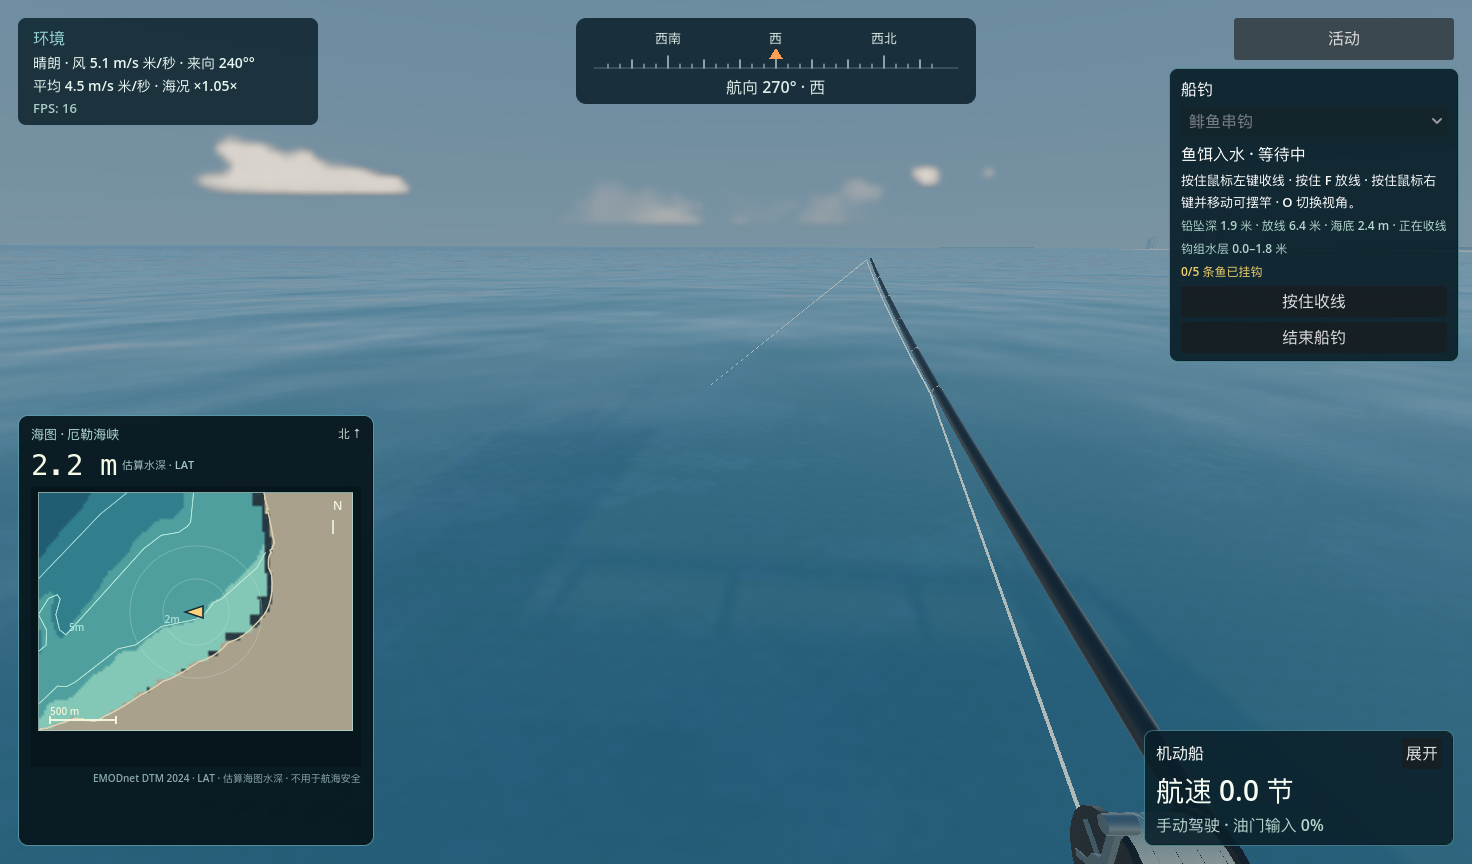 环境
晴朗 · 风 5.1 m/s 米/秒 · 来向 240°°
平均 4.5 m/s 米/秒 · 海况 ×1.05×
FPS: 16
西南 西 西北
航向 270° · 西
活动
船钓
鲱鱼串钩
鱼饵入水 · 等待中
按住鼠标左键收线 · 按住 F 放线 · 按住鼠标右
键并移动可摆竿 · O 切换视角。
铅坠深 1.9 米 · 放线 6.4 米 · 海底 2.4 m · 正在收线
钩组水层 0.0–1.8 米
0/5 条鱼已挂钩
按住收线
结束船钓
海图 · 厄勒海峡 北 ↑
2.2 m 估算水深 · LAT
N
2m
5m
500 m
EMODnet DTM 2024 · LAT · 估算海图水深 · 不用于航海安全
机动船 展开
航速 0.0 节
手动驾驶 · 油门输入 0%